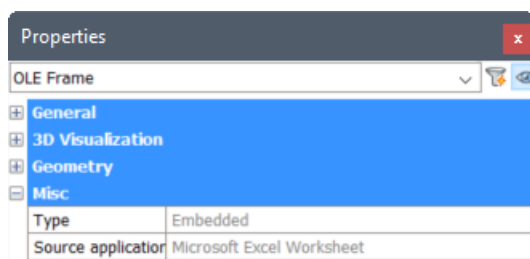 Properties
x
OLE Frame
General
3D Visualization
Geometry
Misc
Type Embedded
Source application Microsoft Excel Worksheet